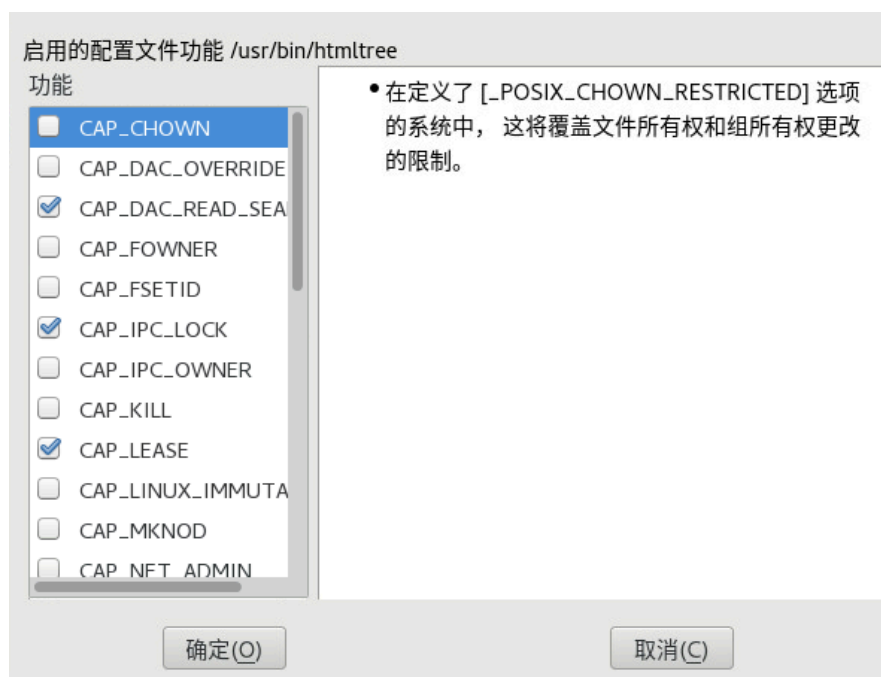 启用的配置文件功能 /usr/bin/htmltree
功能
CAP_CHOWN
CAP_DAC_OVERRIDE
CAP_DAC_READ_SEA
CAP_FOWNER
CAP_FSETID
CAP_IPC_LOCK
CAP_IPC_OWNER
CAP_KILL
CAP_LEASE
CAP_LINUX_IMMUTA
CAP_MKNOD
CAP_NET_ADMIN
● 在定义了 [_POSIX_CHOWN_RESTRICTED] 选项
的系统中， 这将覆盖文件所有权和组所有权更改
的限制。
确定(O)
取消(C)